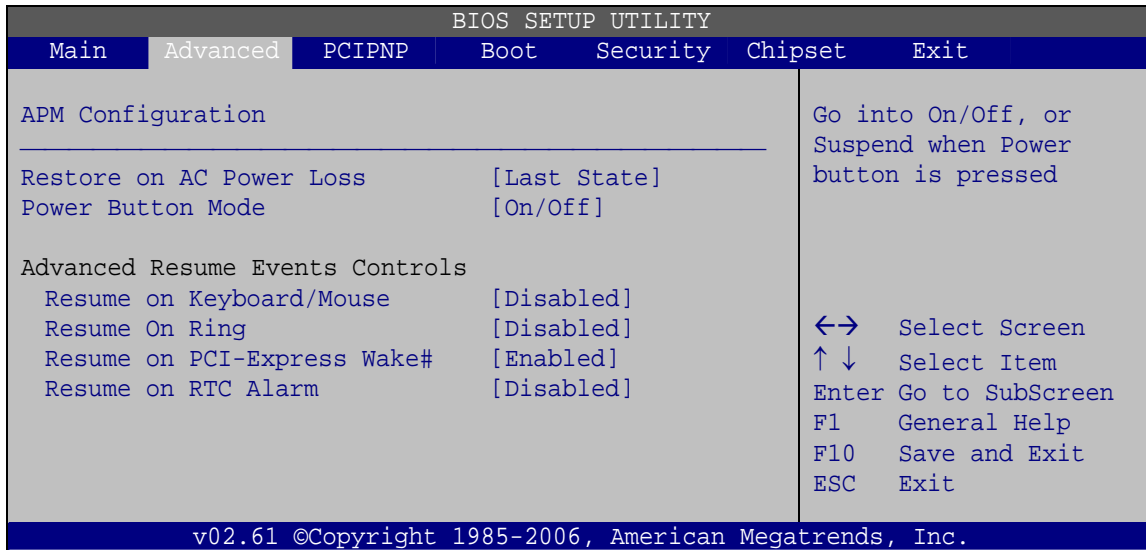 BIOS SETUP UTILITY
Main Advanced PCIPNP Boot Security Chipset Exit
APM Configuration
Restore on AC Power Loss [Last State]
Power Button Mode [On/Off]
Advanced Resume Events Controls
Resume on Keyboard/Mouse [Disabled]
Resume On Ring [Disabled]
Resume on PCI-Express Wake# [Enabled]
Resume on RTC Alarm [Disabled]
Go into On/Off, or
Suspend when Power
button is pressed
←→ Select Screen
↑ ↓ Select Item
Enter Go to SubScreen
F1 General Help
F10 Save and Exit
ESC Exit
v02.61 ©Copyright 1985-2006, American Megatrends, Inc.